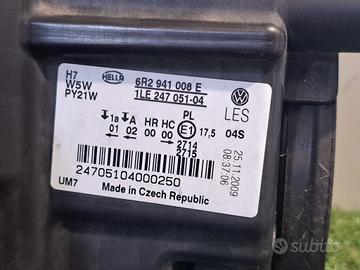 H7
W5W
PY21W
HELLA
6R2 941 008 E
1LE 247 051-04
LES
↓1a ↓A HR HC PL
01 02 00 00 E1 17,5 04S
→ 2714
2715
24705104000250
UM7 Made in Czech Republic
25.11.2009
08:37:06
subito